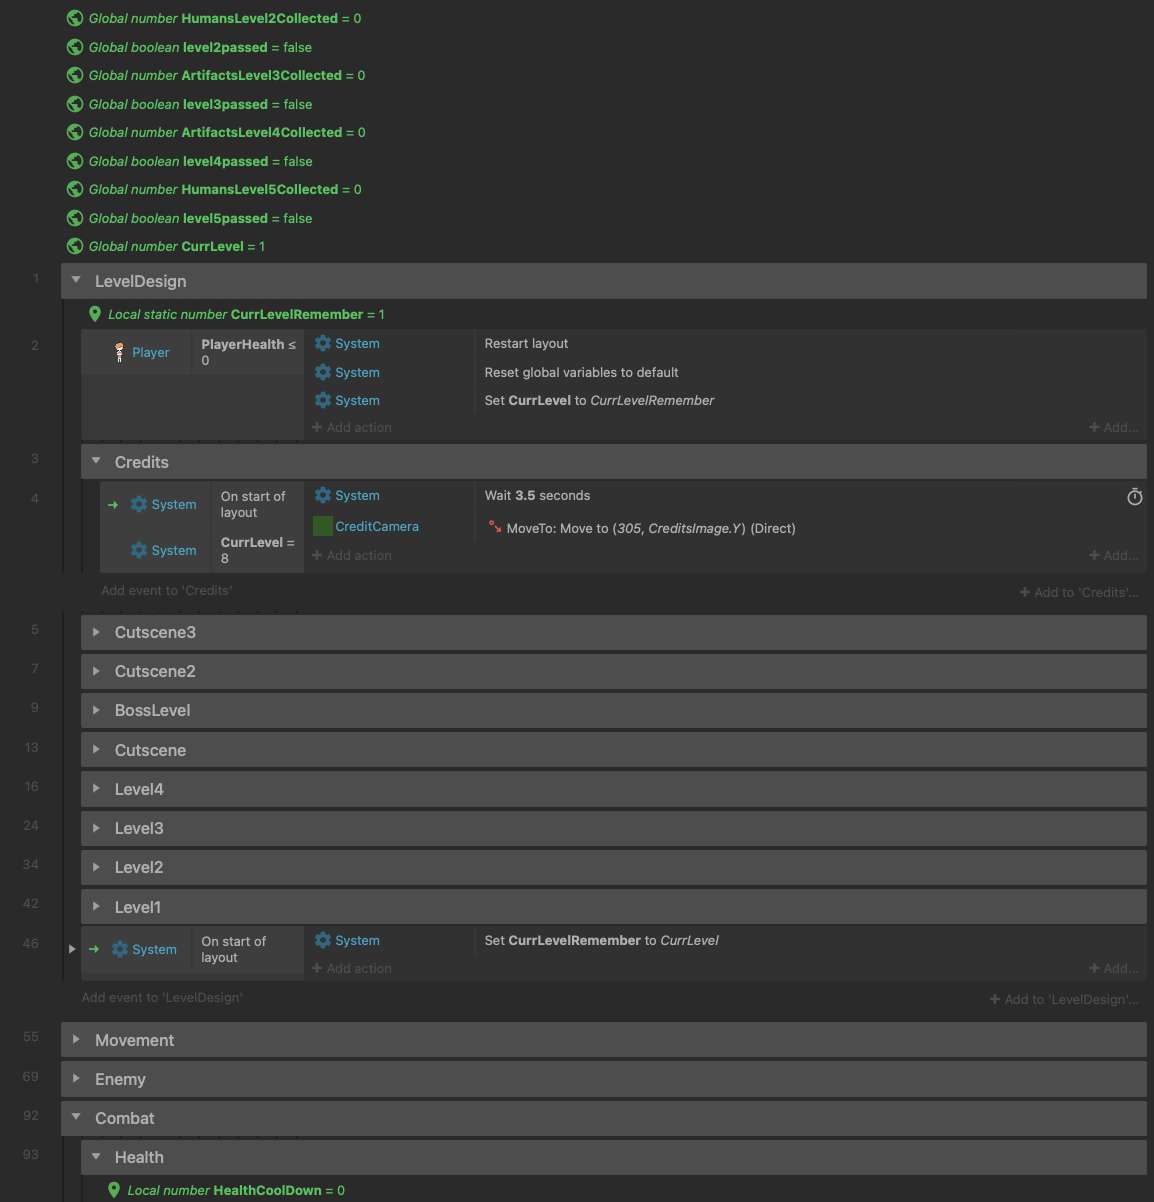 Global number HumansLevel2Collected = 0
Global boolean level2passed = false
Global number ArtifactsLevel3Collected = 0
Global boolean level3passed = false
Global number ArtifactsLevel4Collected = 0
Global boolean level4passed = false
Global number HumansLevel5Collected = 0
Global boolean level5passed = false
Global number CurrLevel = 1
1 LevelDesign
Local static number CurrLevelRemember = 1
2 Player PlayerHealth ≤ 0 System Restart layout
System Reset global variables to default
System Set CurrLevel to CurrLevelRemember
+ Add action + Add...
3 Credits
4 System On start of layout System Wait 3.5 seconds
System CurrLevel = 8 CreditCamera MoveTo: Move to (305, CreditsImage.Y) (Direct)
+ Add action + Add...
Add event to 'Credits' + Add to 'Credits'...
5 Cutscene3
7 Cutscene2
9 BossLevel
13 Cutscene
16 Level4
24 Level3
34 Level2
42 Level1
46 System On start of layout System Set CurrLevelRemember to CurrLevel
+ Add action + Add...
Add event to 'LevelDesign' + Add to 'LevelDesign'...
55 Movement
69 Enemy
92 Combat
93 Health
Local number HealthCoolDown = 0